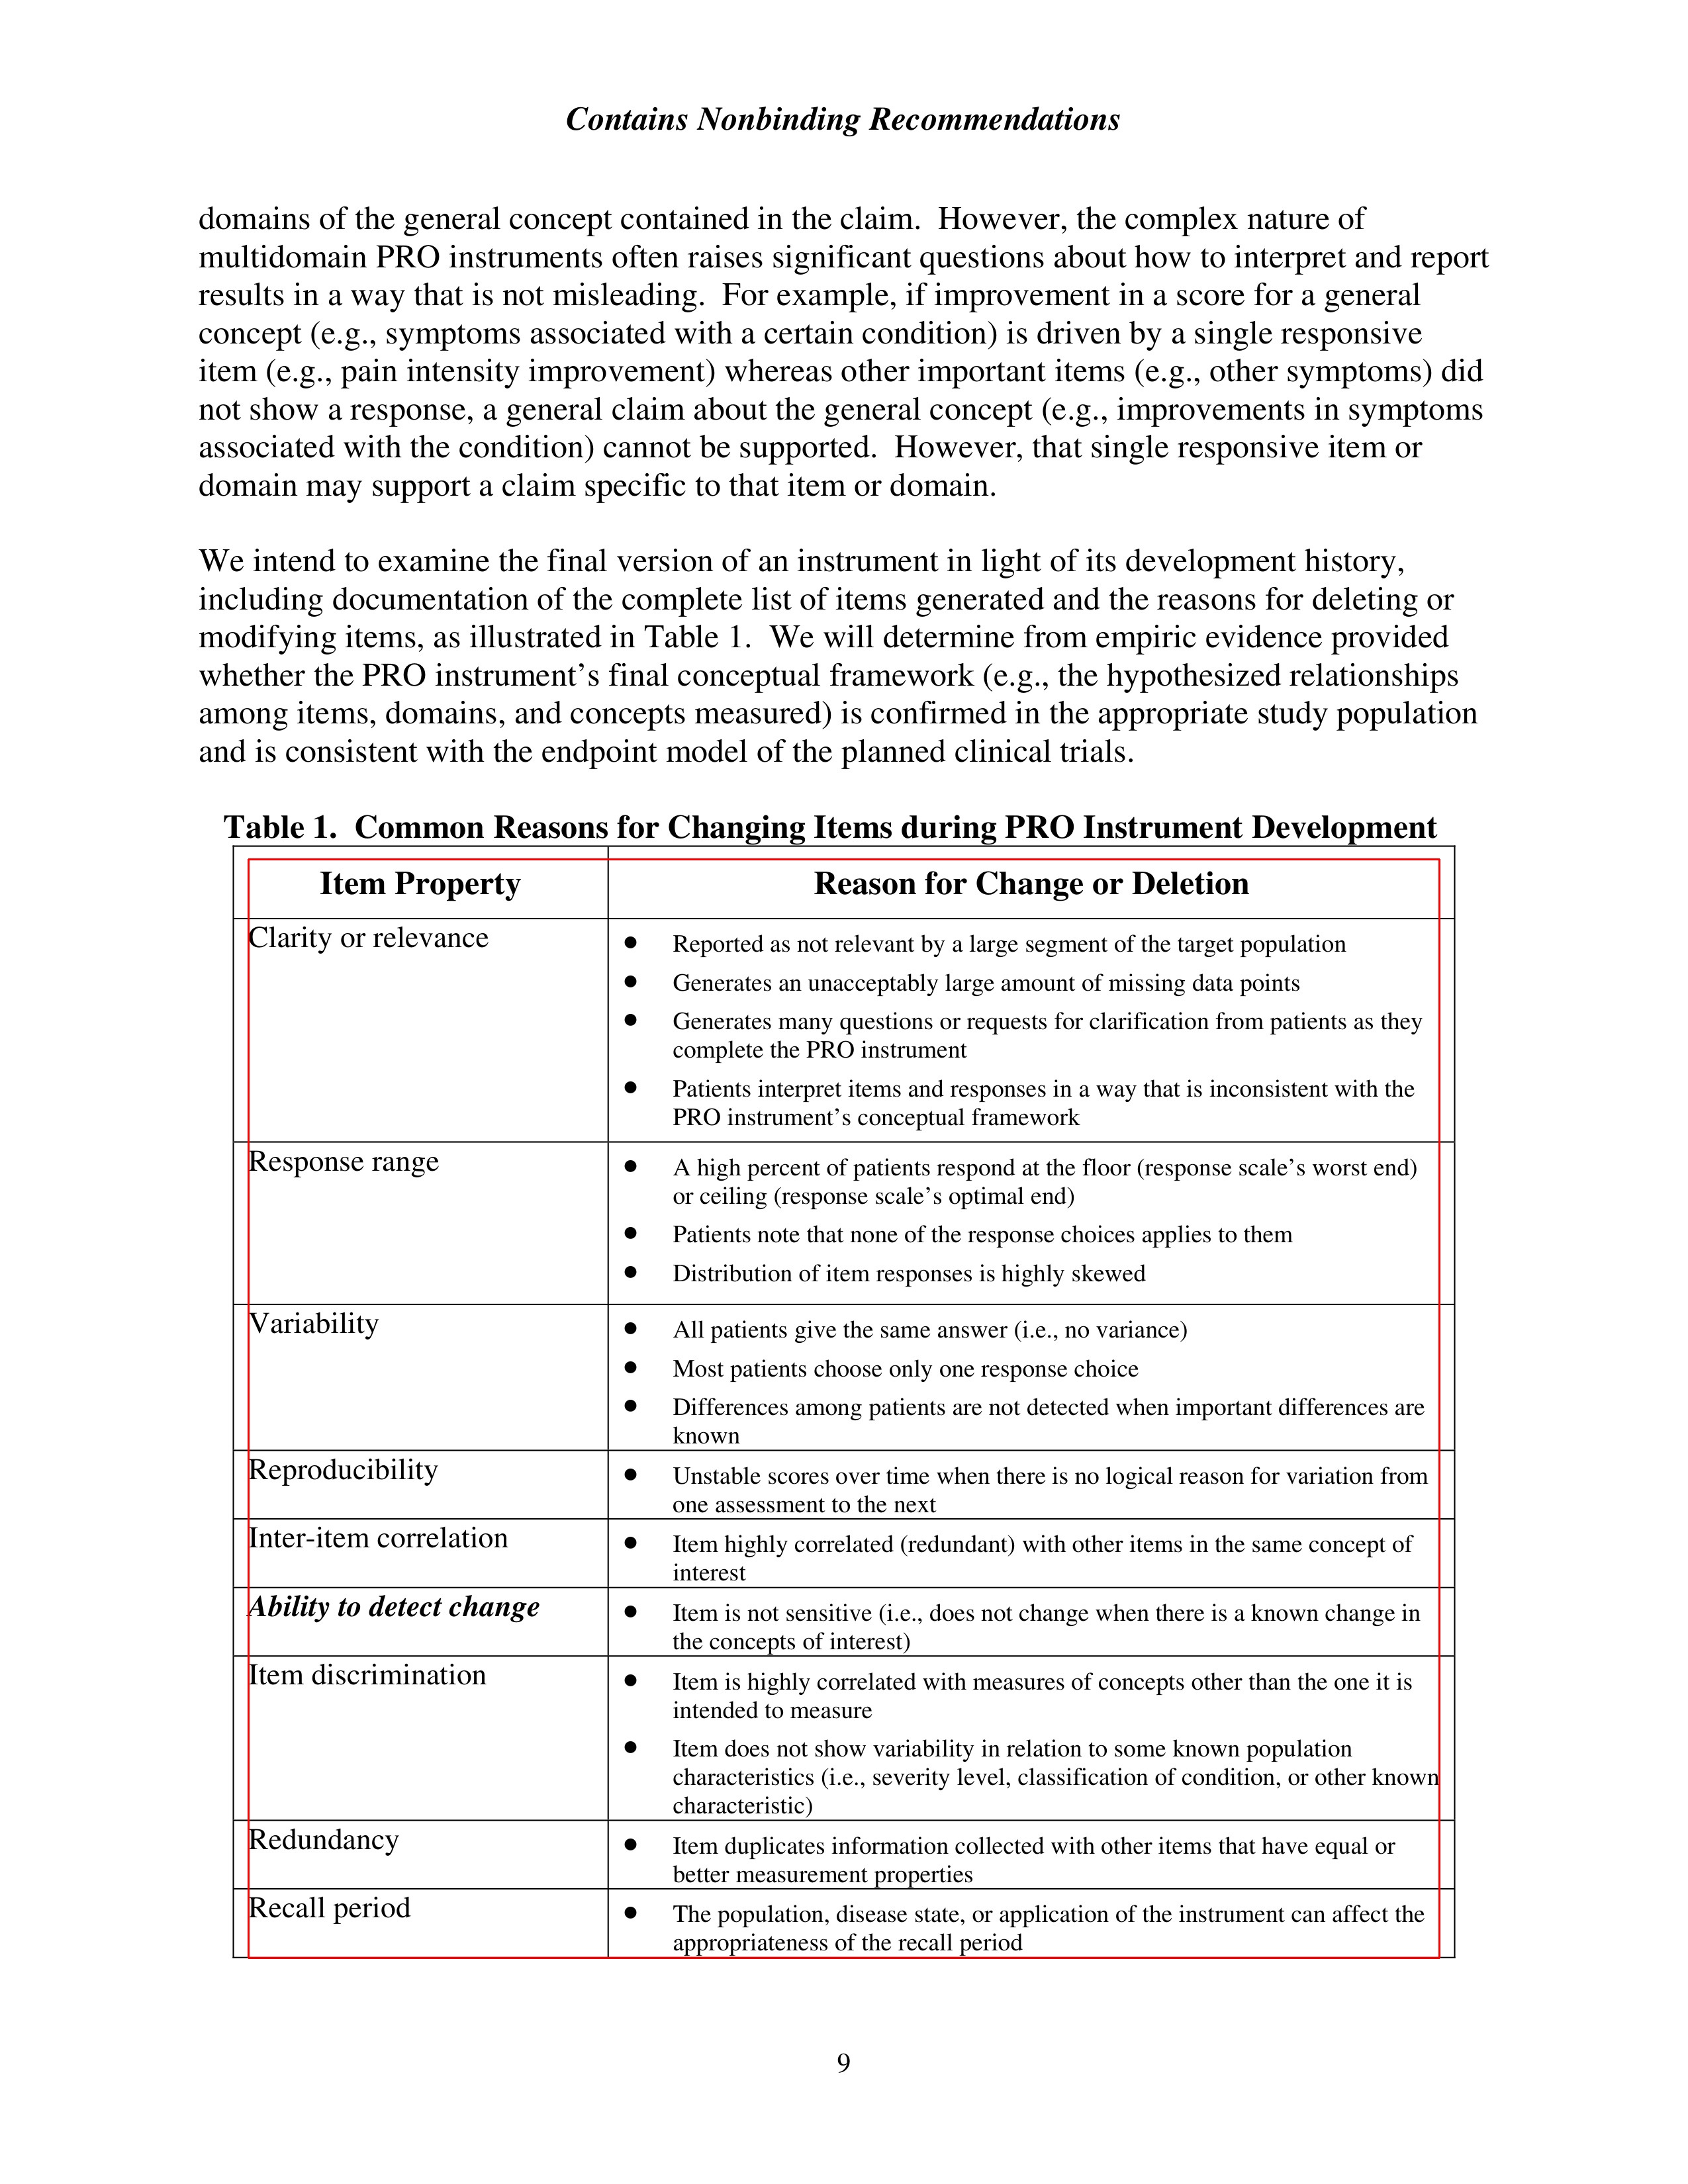 Contains Nonbinding Recommendations
domains of the general concept contained in the claim.  However, the complex nature of
multidomain PRO instruments often raises significant questions about how to interpret and report
results in a way that is not misleading.  For example, if improvement in a score for a general
concept (e.g., symptoms associated with a certain condition) is driven by a single responsive
item (e.g., pain intensity improvement) whereas other important items (e.g., other symptoms) did
not show a response, a general claim about the general concept (e.g., improvements in symptoms
associated with the condition) cannot be supported.  However, that single responsive item or
domain may support a claim specific to that item or domain.
We intend to examine the final version of an instrument in light of its development history,
including documentation of the complete list of items generated and the reasons for deleting or
modifying items, as illustrated in Table 1.  We will determine from empiric evidence provided
whether the PRO instrument's final conceptual framework (e.g., the hypothesized relationships
among items, domains, and concepts measured) is confirmed in the appropriate study population
and is consistent with the endpoint model of the planned clinical trials.
Table 1.  Common Reasons for Changing Items during PRO Instrument Development
Item Property Reason for Change or Deletion
Clarity or relevance
● Reported as not relevant by a large segment of the target population
● Generates an unacceptably large amount of missing data points
● Generates many questions or requests for clarification from patients as they
complete the PRO instrument
● Patients interpret items and responses in a way that is inconsistent with the
PRO instrument's conceptual framework
Response range
● A high percent of patients respond at the floor (response scale's worst end)
or ceiling (response scale's optimal end)
● Patients note that none of the response choices applies to them
● Distribution of item responses is highly skewed
Variability
● All patients give the same answer (i.e., no variance)
● Most patients choose only one response choice
● Differences among patients are not detected when important differences are
known
Reproducibility
● Unstable scores over time when there is no logical reason for variation from
one assessment to the next
Inter-item correlation
● Item highly correlated (redundant) with other items in the same concept of
interest
Ability to detect change
● Item is not sensitive (i.e., does not change when there is a known change in
the concepts of interest)
Item discrimination
● Item is highly correlated with measures of concepts other than the one it is
intended to measure
● Item does not show variability in relation to some known population
characteristics (i.e., severity level, classification of condition, or other known
characteristic)
Redundancy
● Item duplicates information collected with other items that have equal or
better measurement properties
Recall period
● The population, disease state, or application of the instrument can affect the
appropriateness of the recall period
9